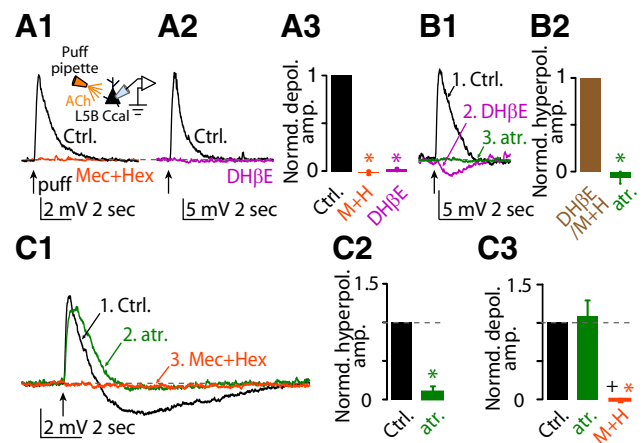 A1
A2
A3
B1
B2
Puff
pipette
ACh
L5B Ccal
Ctrl.
Mec+Hex
puff
2 mV 2 sec
Ctrl.
DHβE
5 mV 2 sec
Normd. depol.
amp.
1
0
*
*
Ctrl.
M+H
DHβE
1. Ctrl.
2. DHβE
3. atr.
5 mV 2 sec
Normd. hyperpol.
amp.
1
0
*
DHβE
/M+H
atr.
C1
C2
C3
1. Ctrl.
2. atr.
3. Mec+Hex
2 mV 2 sec
Normd. hyperpol.
amp.
1.5
1
0
*
Ctrl.
atr.
Normd. depol.
amp.
1.5
1
0
+ *
Ctrl.
atr.
M+H